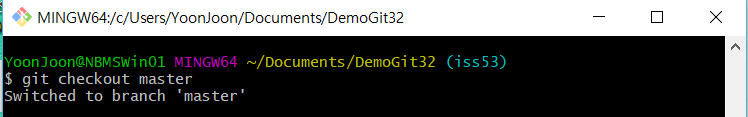 MINGW64:/c/Users/YoonJoon/Documents/DemoGit32
YoonJoon@NBMSWin01 MINGW64 ~/Documents/DemoGit32 (iss53)
$ git checkout master
Switched to branch 'master'